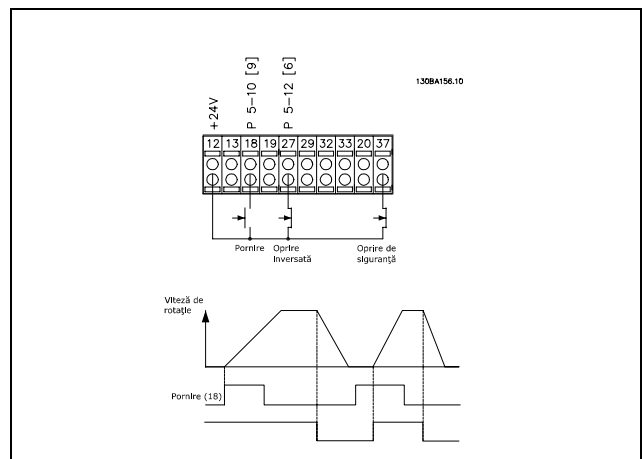 130BA156.10
+24V
P 5-10 [9]
P 5-12 [6]
12 13 18 19 27 29 32 33 20 37
Pornire
Oprire inversată
Oprire de siguranţă
Viteză de rotaţie
Pornire (18)